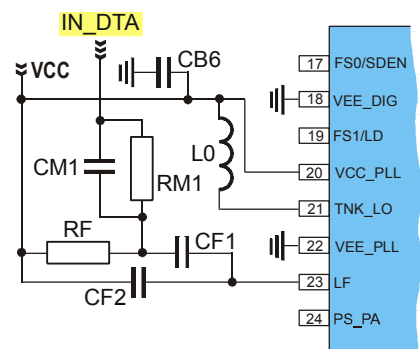 IN_DTA
VCC
CB6
17 FS0/SDEN
18 VEE_DIG
19 FS1/LD
CM1
RM1
L0
20 VCC_PLL
21 TNK_LO
RF
CF1
22 VEE_PLL
CF2
23 LF
24 PS_PA